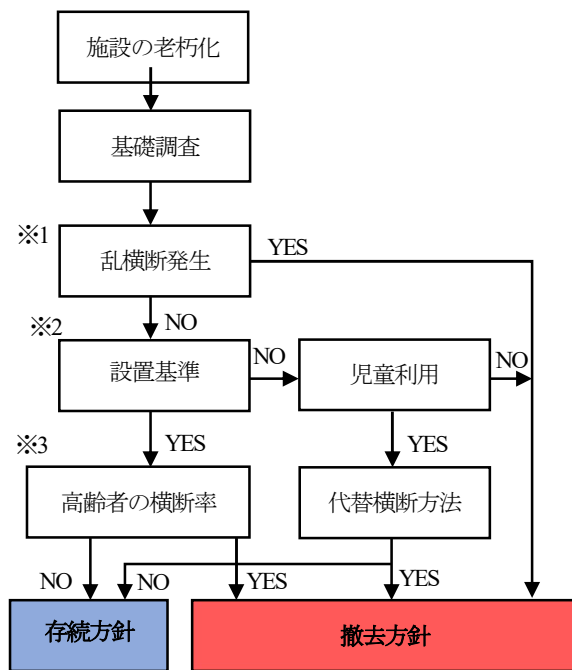 施設の老朽化
基礎調査
※1
乱横断発生
YES
NO
※2
設置基準
NO
児童利用
NO
YES
YES
※3
高齢者の横断率
代替横断方法
NO
NO
YES
YES
存続方針
撤去方針